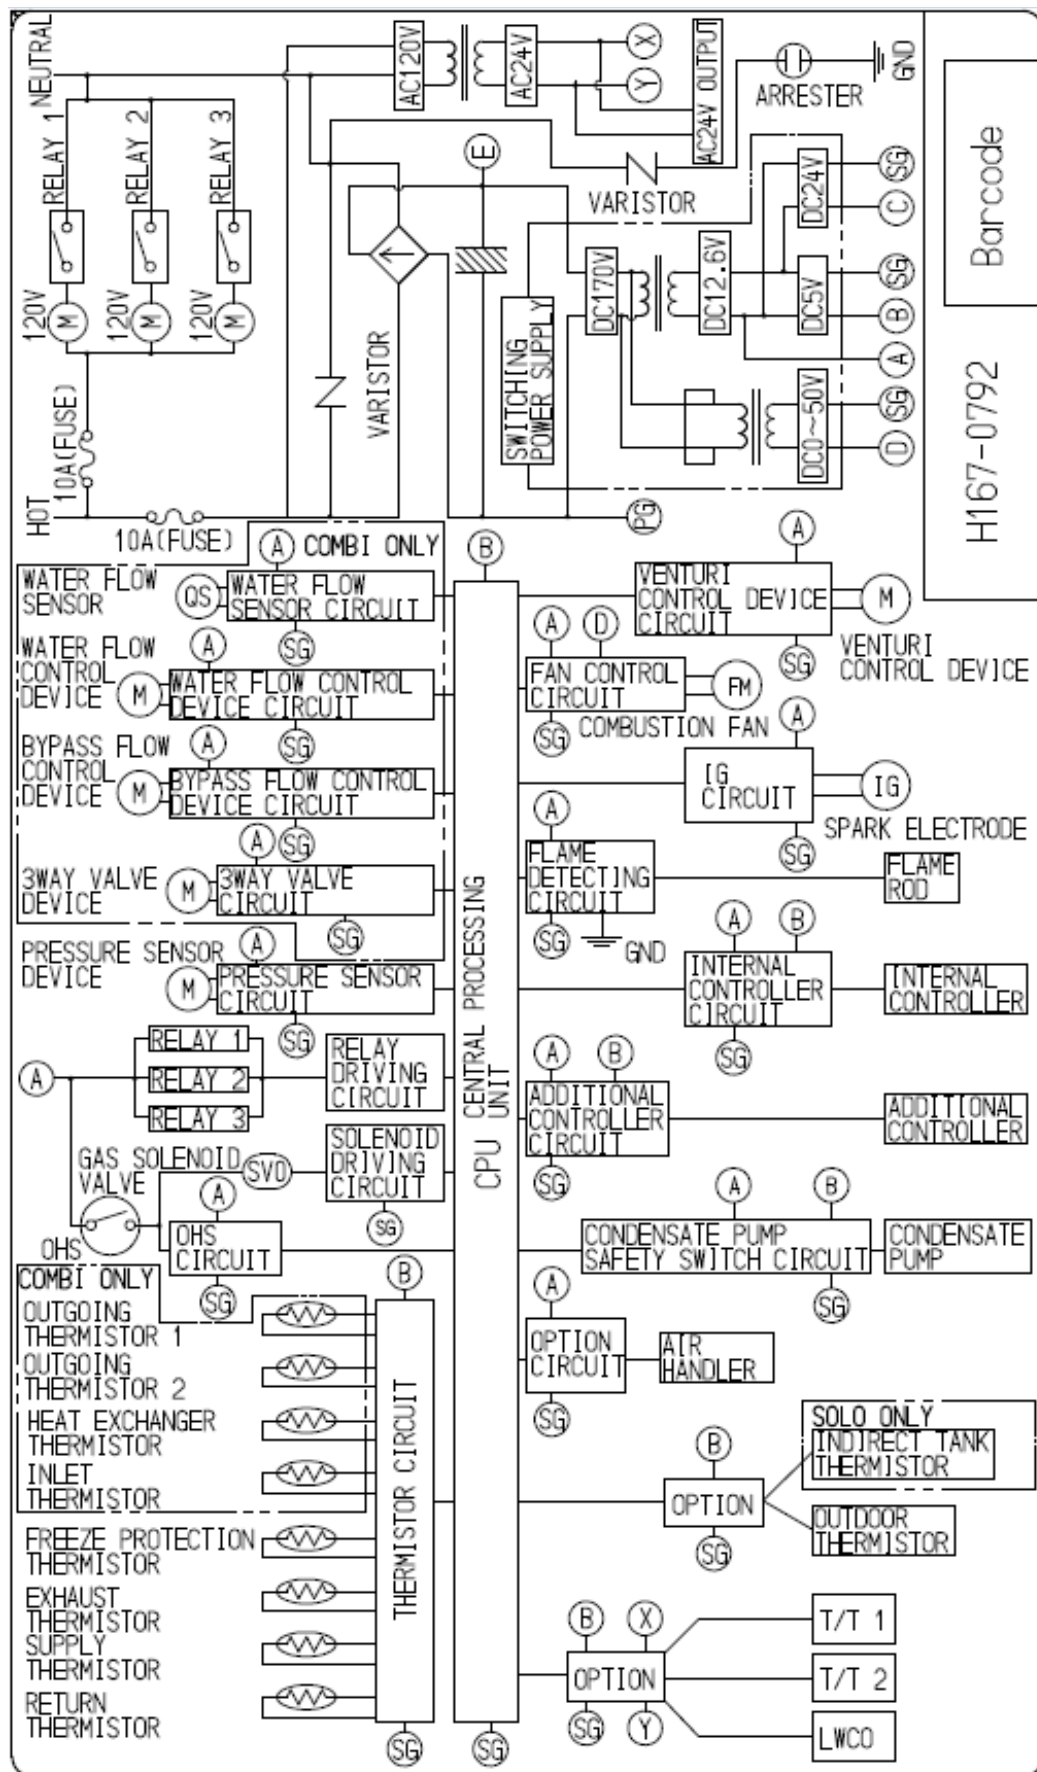 NEUTRAL
RELAY 1
RELAY 2
RELAY 3
120V
120V
120V
M
M
M
10A(FUSE)
HOT
10A(FUSE)
AC120V
AC24V
X
Y
AC24V OUTPUT
ARRESTER
GND
E
VARISTOR
VARISTOR
SWITCHING
POWER SUPPLY
DC170V
DC12.6V
DC24V
DC5V
DC0~50V
SG
C
SG
B
A
SG
D
PG
Barcode
H167-0792
A
COMBI ONLY
WATER FLOW
SENSOR
QS
WATER FLOW
SENSOR CIRCUIT
SG
WATER FLOW
CONTROL
DEVICE
A
M
WATER FLOW CONTROL
DEVICE CIRCUIT
SG
BYPASS FLOW
CONTROL
DEVICE
A
M
BYPASS FLOW CONTROL
DEVICE CIRCUIT
SG
3WAY VALVE
DEVICE
A
M
3WAY VALVE
CIRCUIT
SG
PRESSURE SENSOR
DEVICE
A
M
PRESSURE SENSOR
CIRCUIT
SG
A
RELAY 1
RELAY 2
RELAY 3
RELAY
DRIVING
CIRCUIT
GAS SOLENOID
VALVE
SVO
SOLENOID
DRIVING
CIRCUIT
SG
OHS
A
OHS
CIRCUIT
SG
B
CPU
CENTRAL PROCESSING
UNIT
SG
A
VENTURI
CONTROL DEVICE
CIRCUIT
M
SG
VENTURI
CONTROL DEVICE
A
D
FAN CONTROL
CIRCUIT
FM
SG
COMBUSTION FAN
A
IG
CIRCUIT
IG
SG
SPARK ELECTRODE
A
FLAME
DETECTING
CIRCUIT
SG
GND
FLAME
ROD
A
B
INTERNAL
CONTROLLER
CIRCUIT
SG
INTERNAL
CONTROLLER
A
B
ADDITIONAL
CONTROLLER
CIRCUIT
SG
ADDITIONAL
CONTROLLER
A
B
CONDENSATE PUMP
SAFETY SWITCH CIRCUIT
SG
CONDENSATE
PUMP
A
OPTION
CIRCUIT
SG
AIR
HANDLER
COMBI ONLY
OUTGOING
THERMISTOR 1
OUTGOING
THERMISTOR 2
HEAT EXCHANGER
THERMISTOR
INLET
THERMISTOR
FREEZE PROTECTION
THERMISTOR
EXHAUST
THERMISTOR
SUPPLY
THERMISTOR
RETURN
THERMISTOR
B
THERMISTOR CIRCUIT
SG
B
OPTION
SG
SOLO ONLY
INDIRECT TANK
THERMISTOR
OUTDOOR
THERMISTOR
B
X
OPTION
SG
Y
T/T 1
T/T 2
LWCO